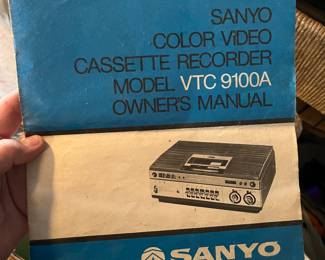 SANYO
COLOR ViDEO
CASSETTE RECORDER
MODEL VTC 9100A
OWNER'S MANUAL
SANYO